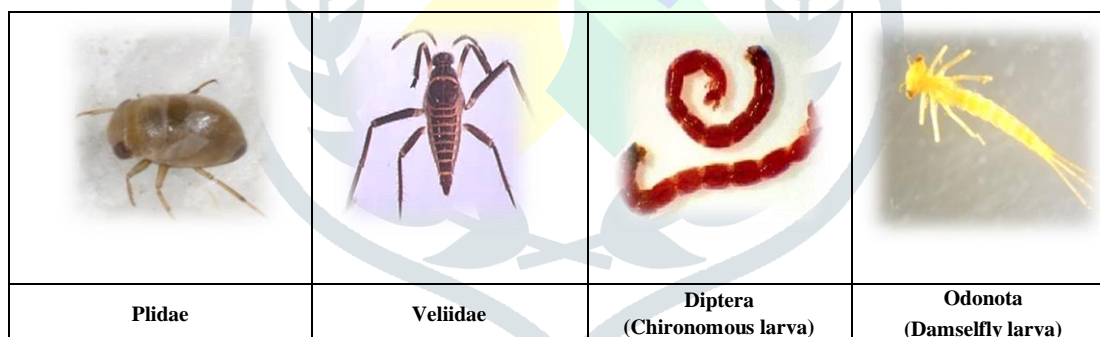 Plidae
Veliidae
Diptera
(Chironomous larva)
Odonota
(Damselfly larva)